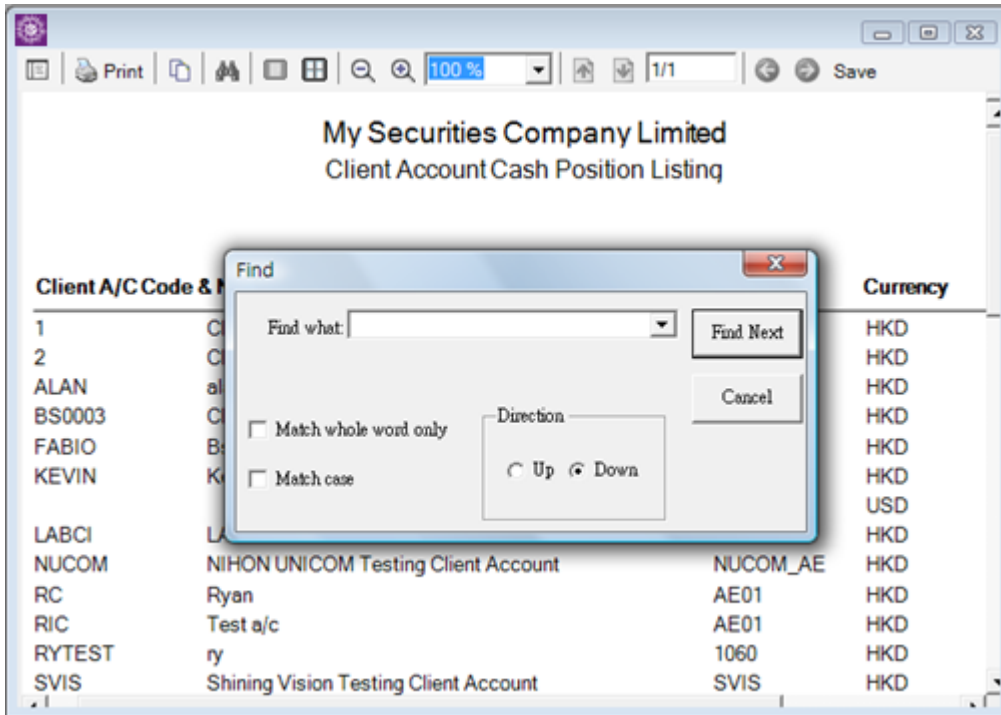 Print 100 % 1/1 Save
My Securities Company Limited
Client Account Cash Position Listing
Client A/C Code & Currency
Find
Find what: Find Next
Cancel
Match whole word only
Match case
Direction
Up Down
1 HKD
2 HKD
ALAN HKD
BS0003 HKD
FABIO HKD
KEVIN HKD
USD
LABCI HKD
NUCOM NIHON UNICOM Testing Client Account NUCOM_AE HKD
RC Ryan AE01 HKD
RIC Test a/c AE01 HKD
RYTEST ry 1060 HKD
SVIS Shining Vision Testing Client Account SVIS HKD